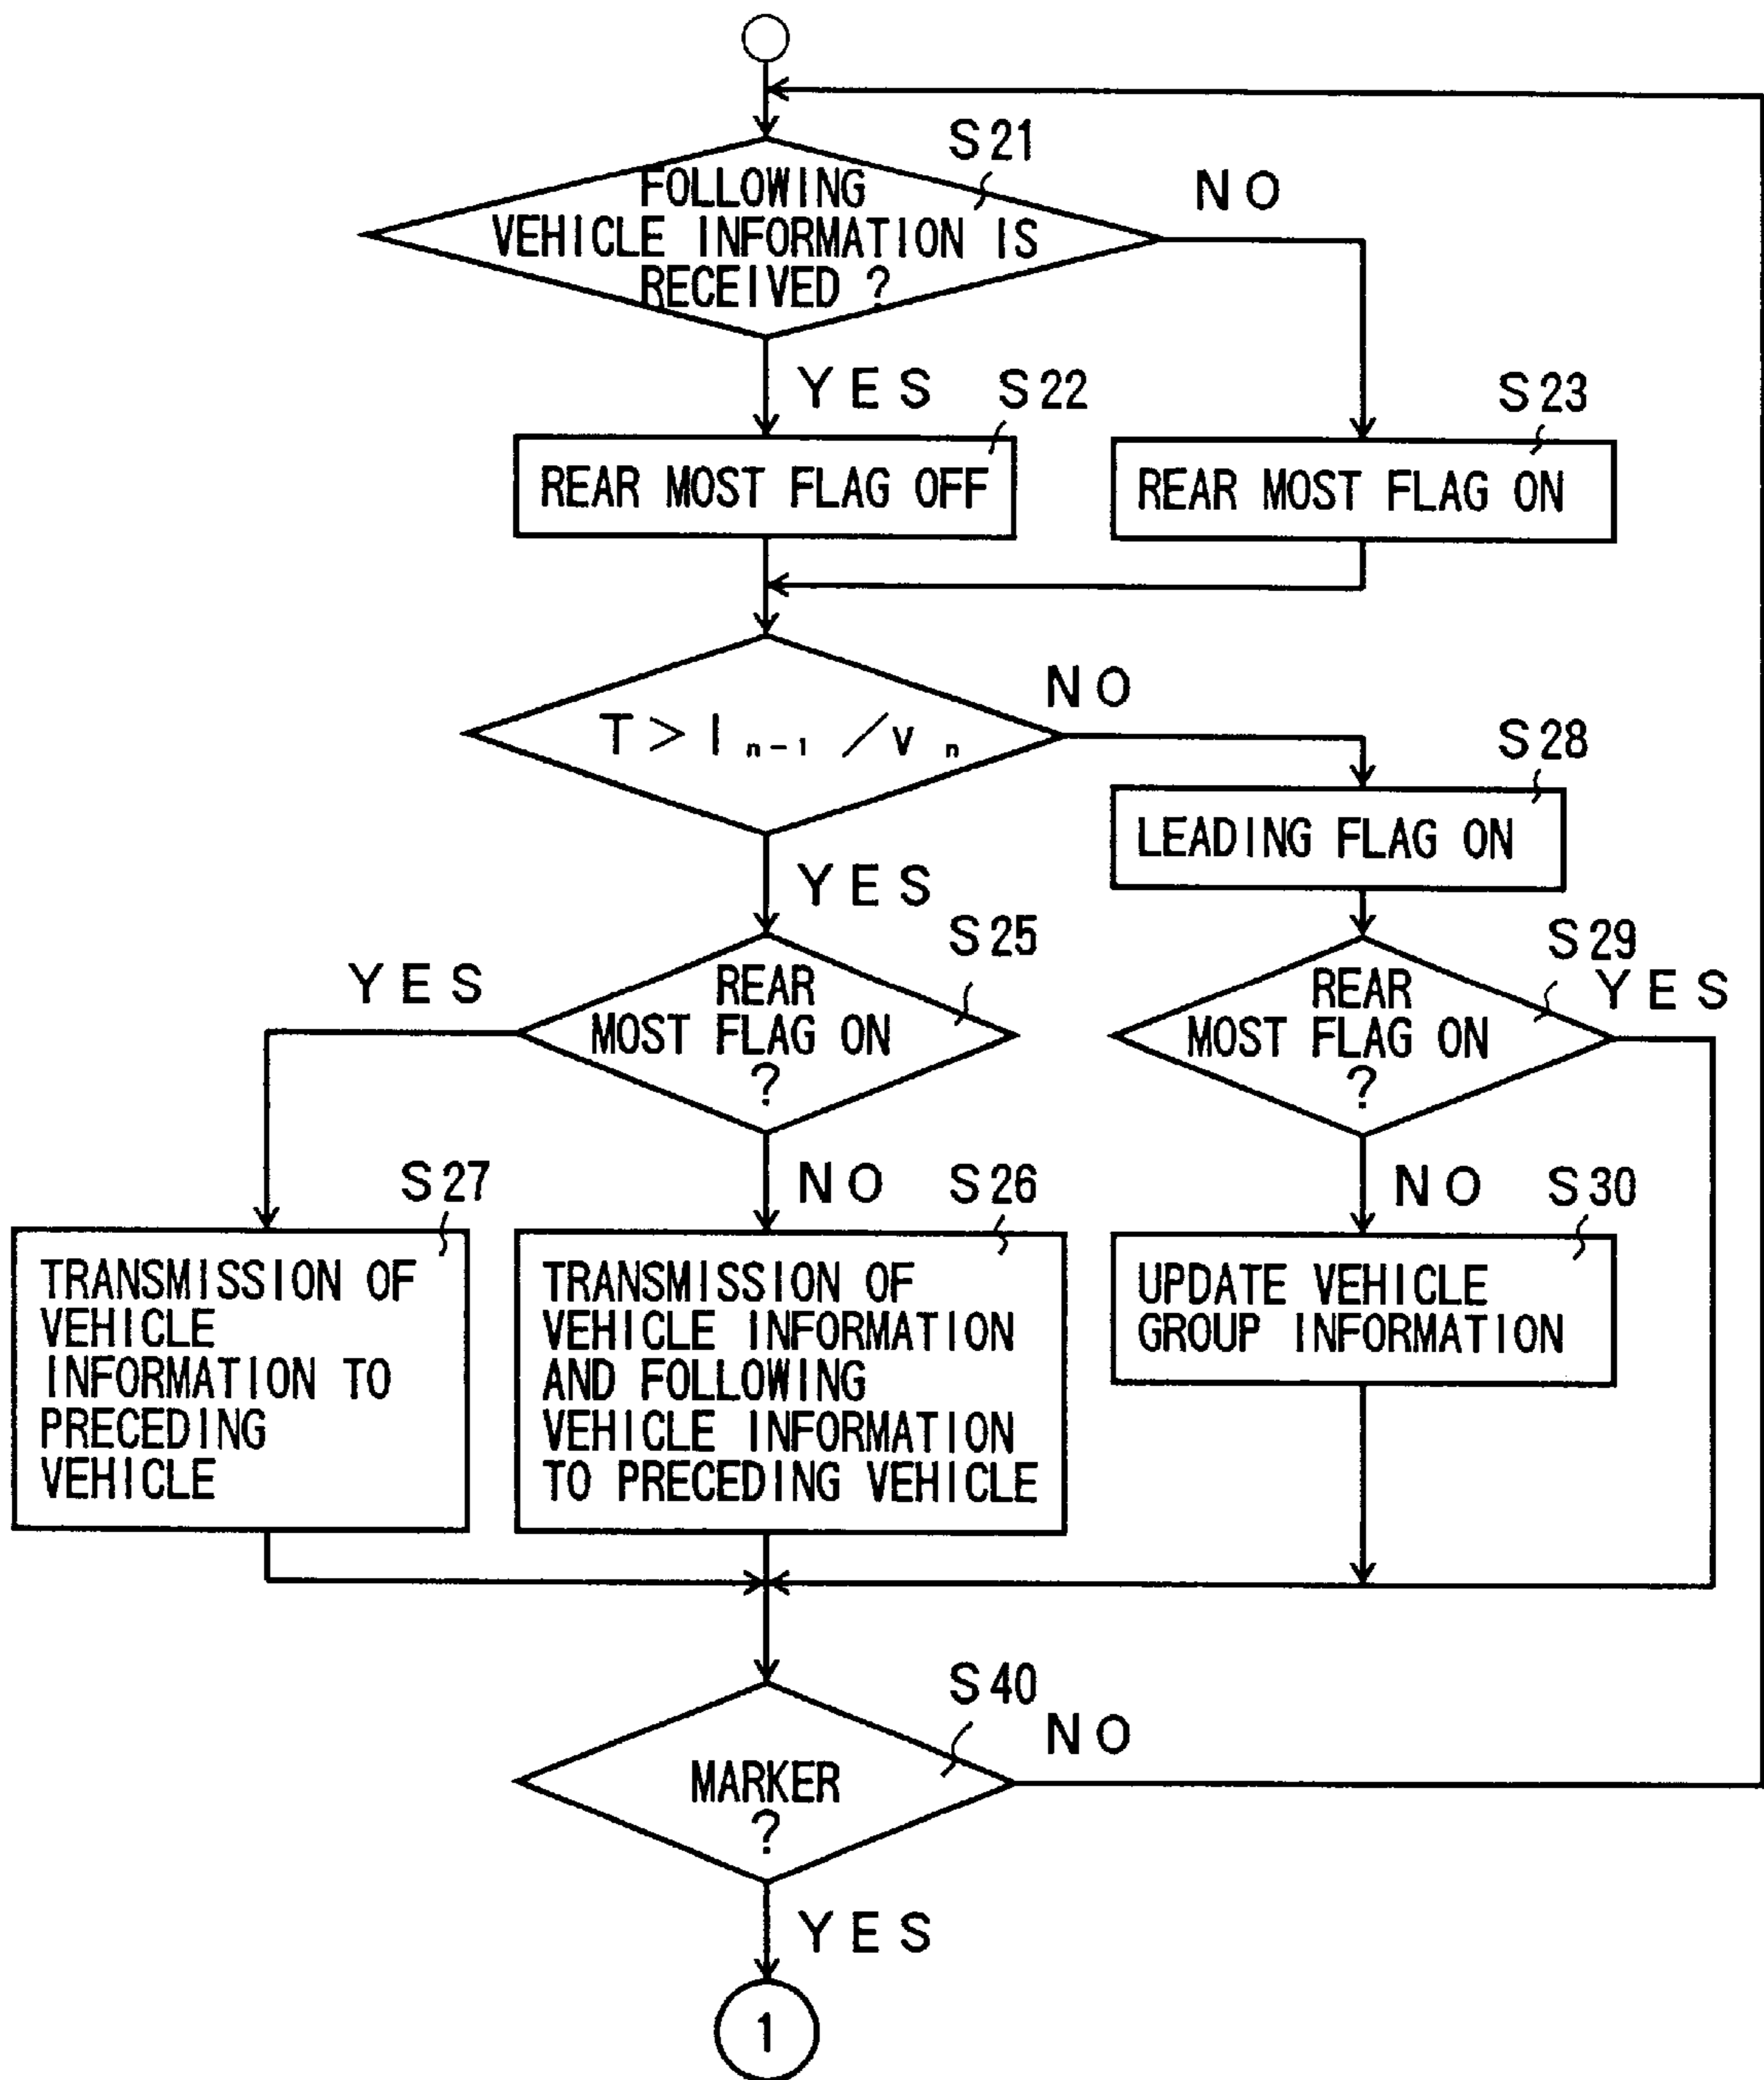 S21
FOLLOWING
VEHICLE INFORMATION IS
RECEIVED ?
NO
YES
S22
S23
REAR MOST FLAG OFF
REAR MOST FLAG ON
T > l n-1 / v n
NO
S28
LEADING FLAG ON
YES
S25
S29
YES
REAR
MOST FLAG ON
?
REAR
MOST FLAG ON
?
YES
S27
NO
S26
NO
S30
TRANSMISSION OF
VEHICLE
INFORMATION TO
PRECEDING
VEHICLE
TRANSMISSION OF
VEHICLE INFORMATION
AND FOLLOWING
VEHICLE INFORMATION
TO PRECEDING VEHICLE
UPDATE VEHICLE
GROUP INFORMATION
S40
NO
MARKER
?
YES
1